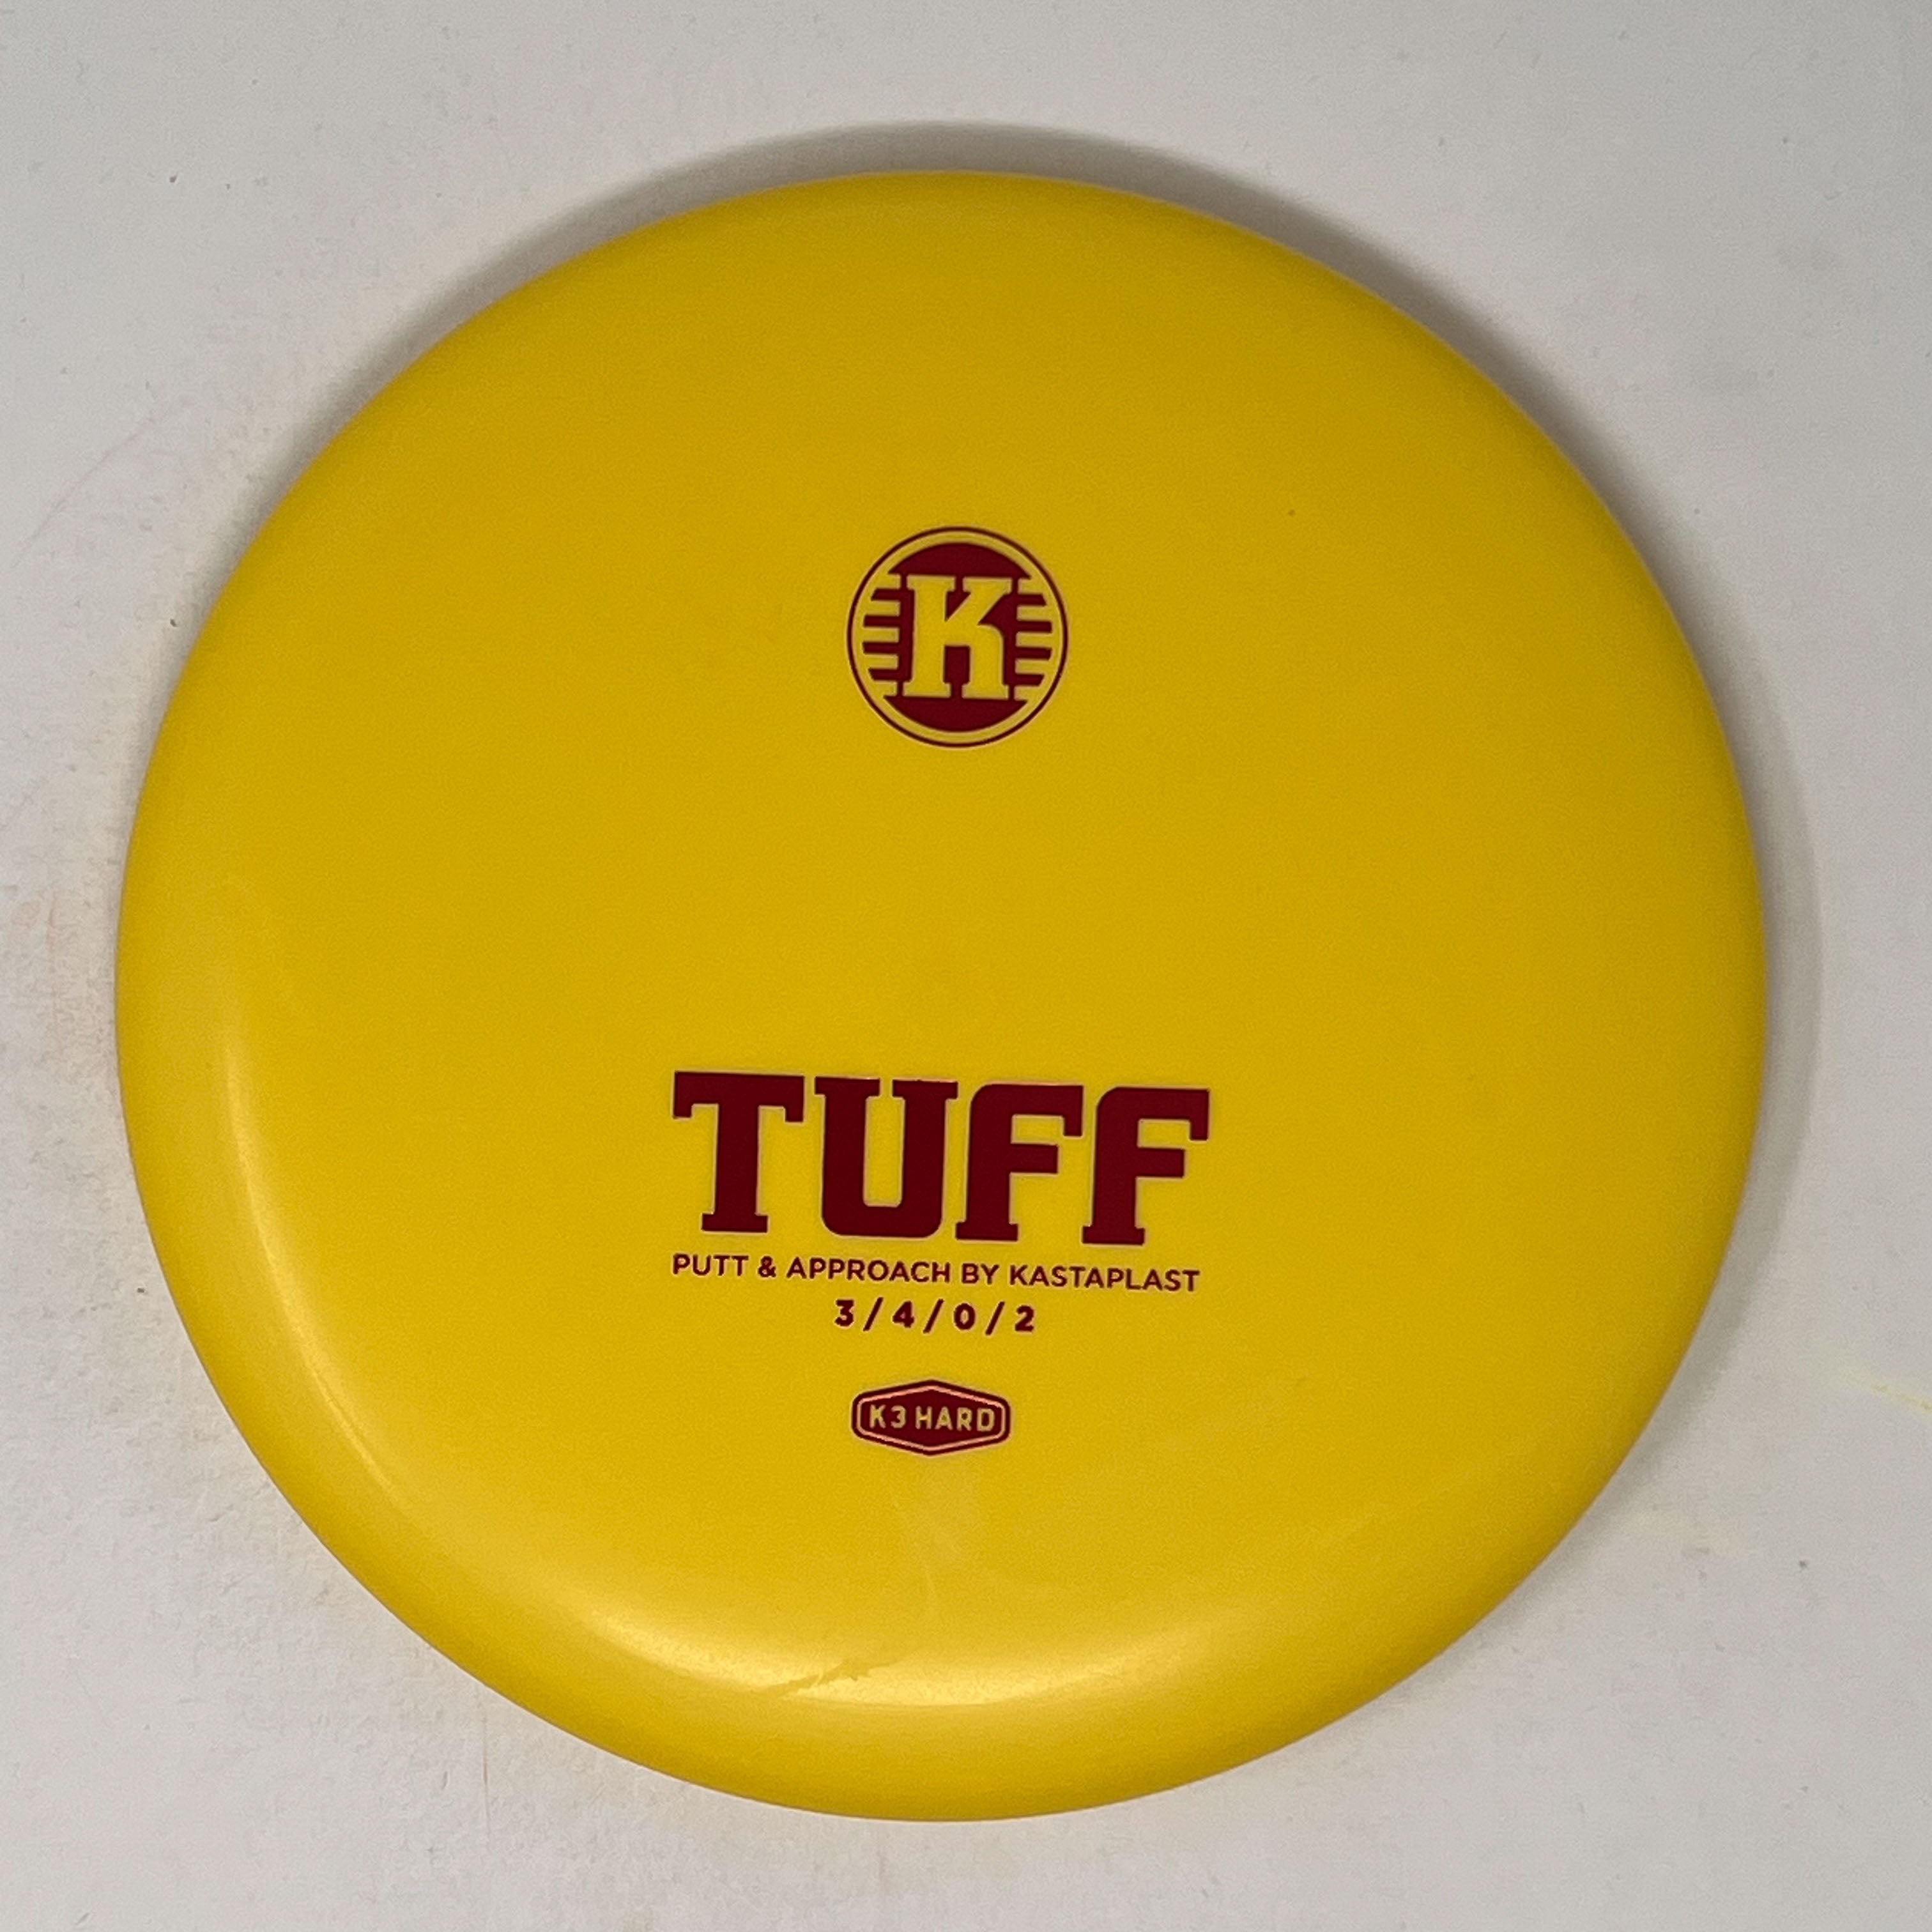 K
TUFF
PUTT & APPROACH BY KASTAPLAST
3/4/0/2
K3 HARD